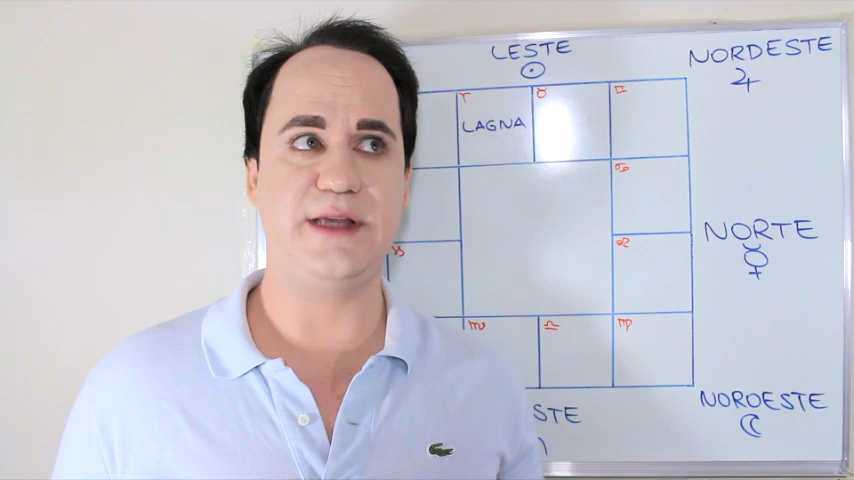 LESTE
☉
NORDESTE
♃
♈ ♉ ♊
LAGNA
♋
NORTE
☿
♌
♑
♏ ♎ ♍
NOROESTE
☾
STE